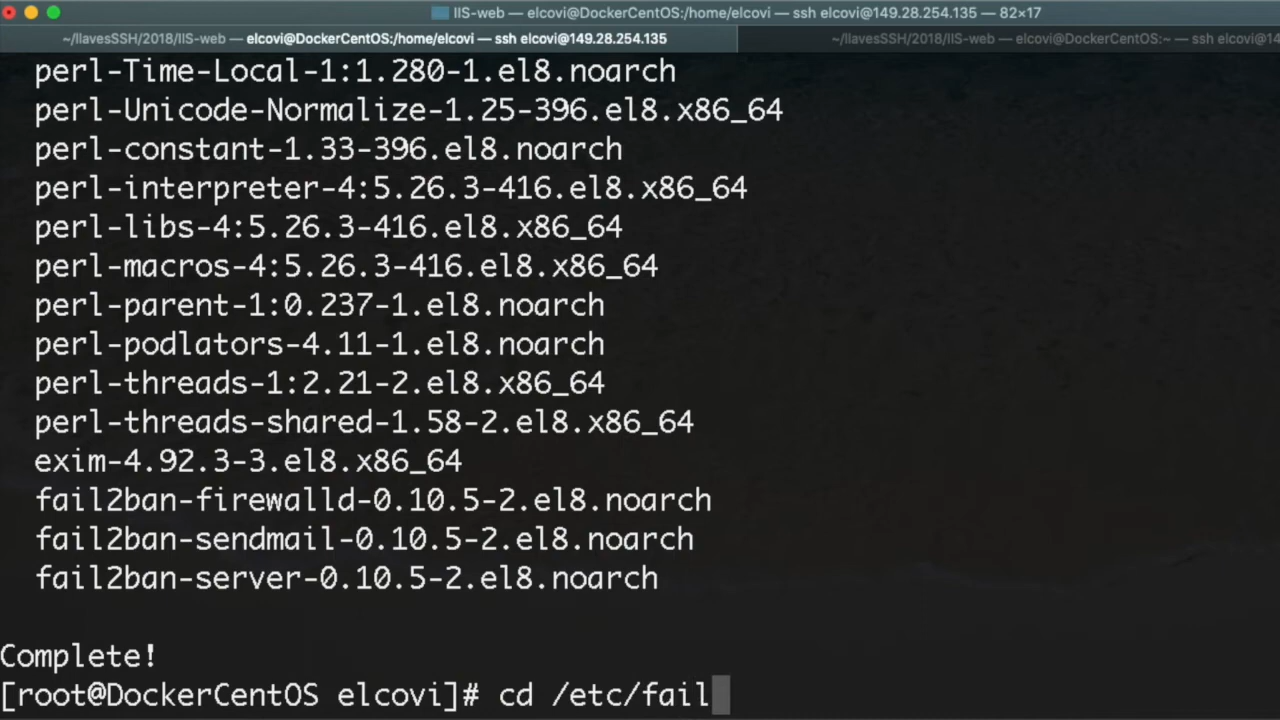 IIS-web — elcovi@DockerCentOS:/home/elcovi — ssh elcovi@149.28.254.135 — 82×17
~/llavesSSH/2018/IIS-web — elcovi@DockerCentOS:/home/elcovi — ssh elcovi@149.28.254.135
~/llavesSSH/2018/IIS-web — elcovi@DockerCentOS:~ — ssh elcovi@14
perl-Time-Local-1:1.280-1.el8.noarch
perl-Unicode-Normalize-1.25-396.el8.x86_64
perl-constant-1.33-396.el8.noarch
perl-interpreter-4:5.26.3-416.el8.x86_64
perl-libs-4:5.26.3-416.el8.x86_64
perl-macros-4:5.26.3-416.el8.x86_64
perl-parent-1:0.237-1.el8.noarch
perl-podlators-4.11-1.el8.noarch
perl-threads-1:2.21-2.el8.x86_64
perl-threads-shared-1.58-2.el8.x86_64
exim-4.92.3-3.el8.x86_64
fail2ban-firewalld-0.10.5-2.el8.noarch
fail2ban-sendmail-0.10.5-2.el8.noarch
fail2ban-server-0.10.5-2.el8.noarch
Complete!
[root@DockerCentOS elcovi]# cd /etc/fail